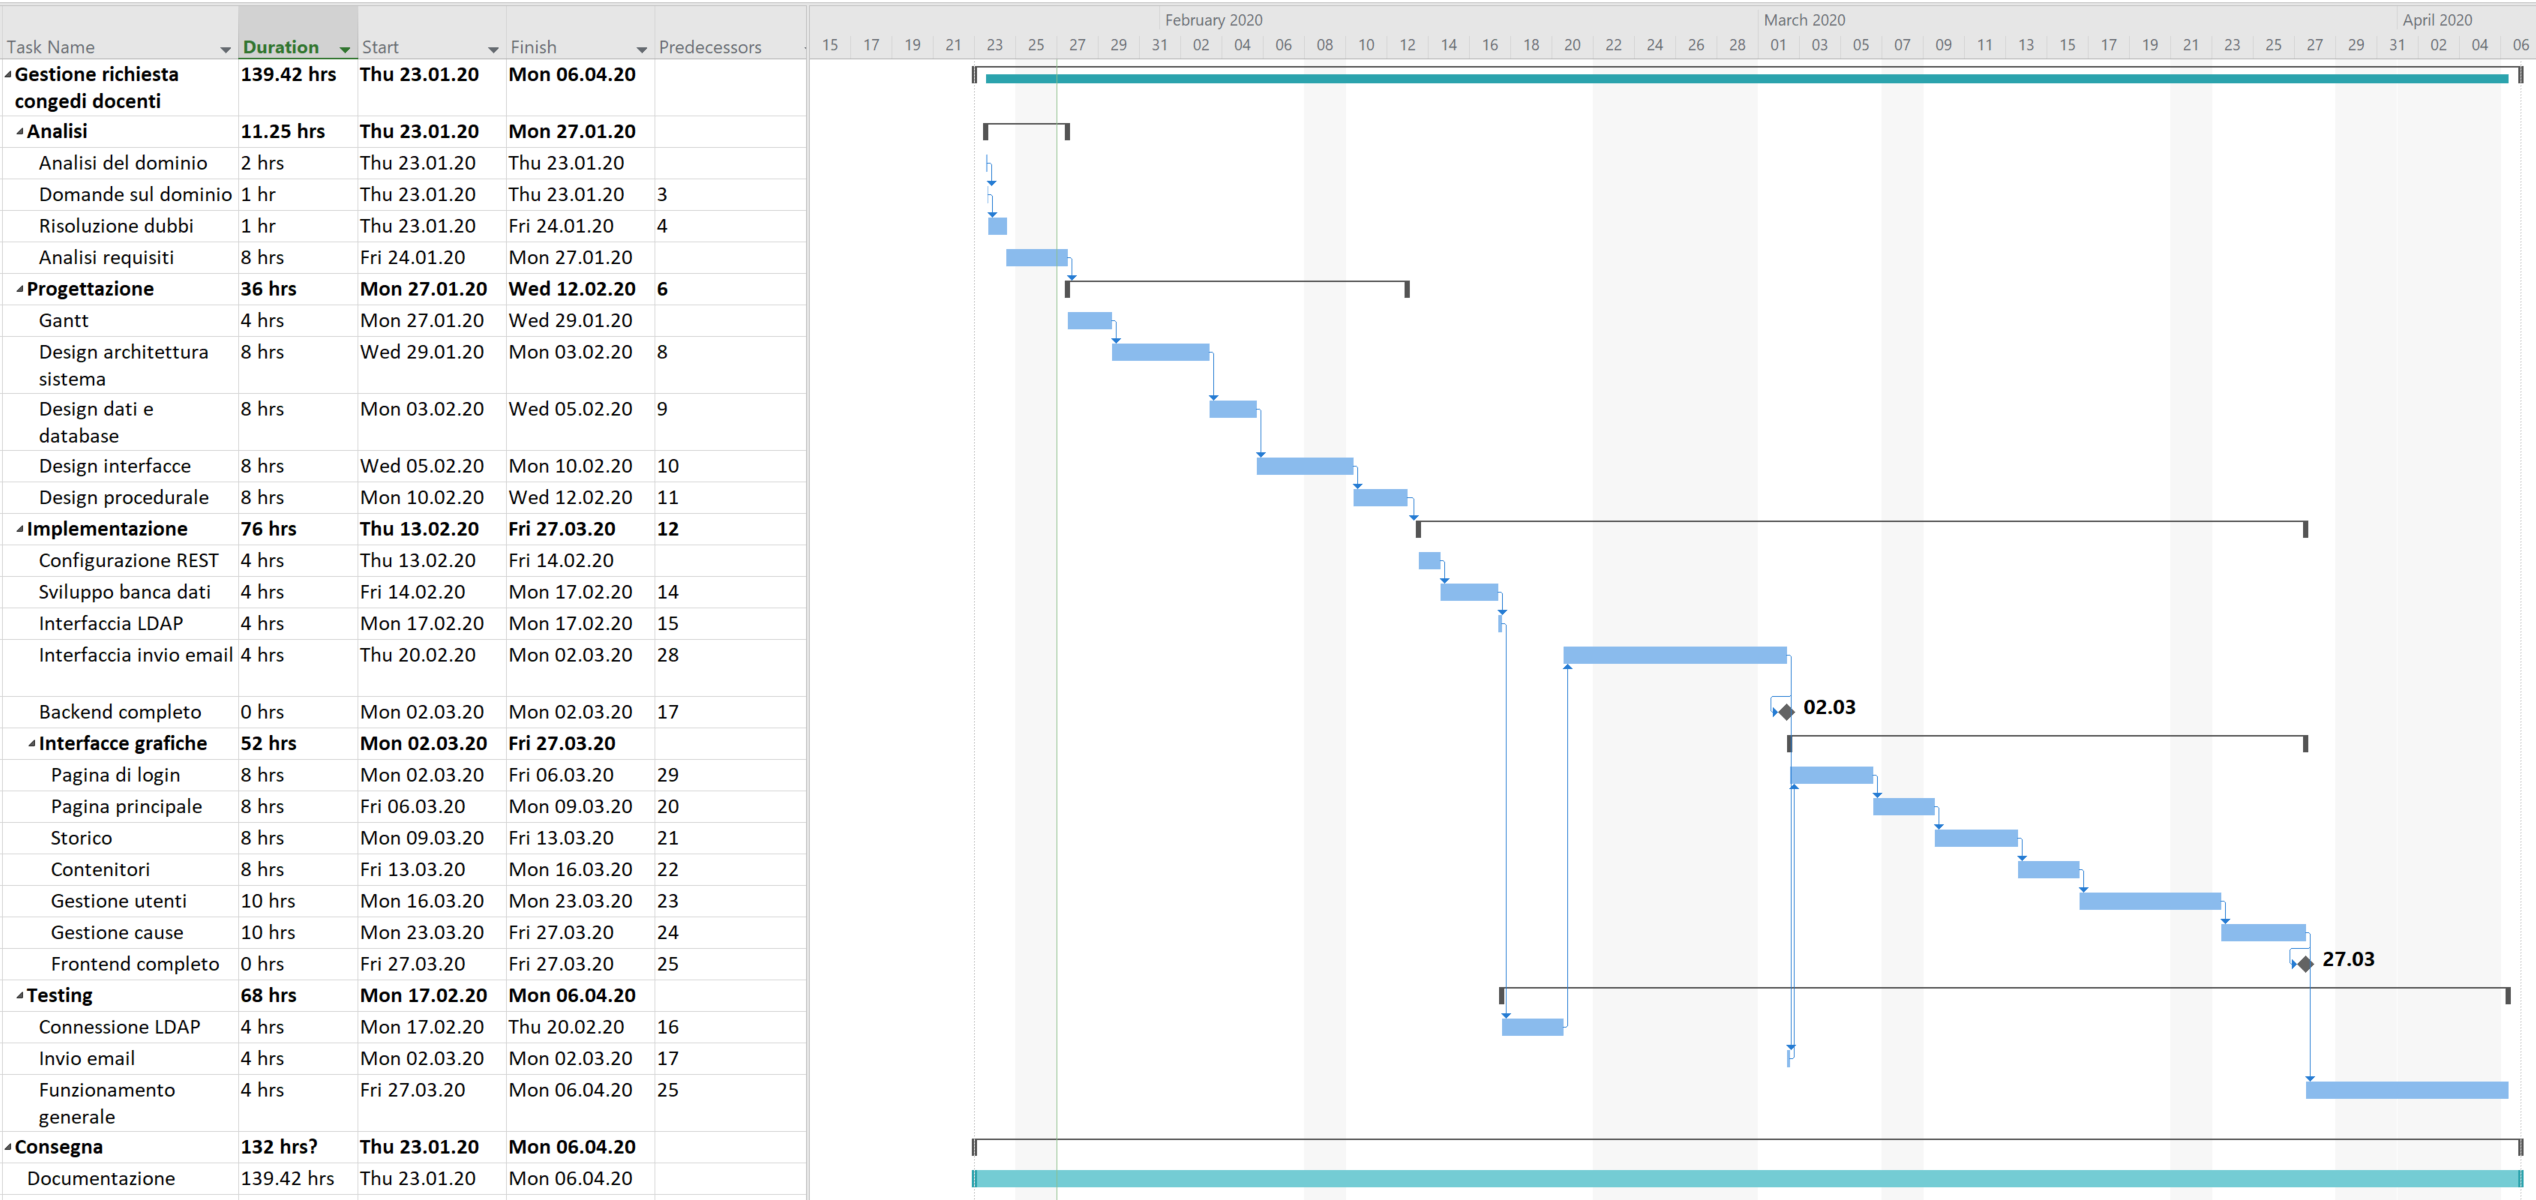 February 2020 March 2020 April 2020
Task Name Duration Start Finish Predecessors 15 17 19 21 23 25 27 29 31 02 04 06 08 10 12 14 16 18 20 22 24 26 28 01 03 05 07 09 11 13 15 17 19 21 23 25 27 29 31 02 04 06
Gestione richiesta 139.42 hrs Thu 23.01.20 Mon 06.04.20
congedi docenti
Analisi 11.25 hrs Thu 23.01.20 Mon 27.01.20
Analisi del dominio 2 hrs Thu 23.01.20 Thu 23.01.20
Domande sul dominio 1 hr Thu 23.01.20 Thu 23.01.20 3
Risoluzione dubbi 1 hr Thu 23.01.20 Fri 24.01.20 4
Analisi requisiti 8 hrs Fri 24.01.20 Mon 27.01.20
Progettazione 36 hrs Mon 27.01.20 Wed 12.02.20 6
Gantt 4 hrs Mon 27.01.20 Wed 29.01.20
Design architettura 8 hrs Wed 29.01.20 Mon 03.02.20 8
sistema
Design dati e 8 hrs Mon 03.02.20 Wed 05.02.20 9
database
Design interfacce 8 hrs Wed 05.02.20 Mon 10.02.20 10
Design procedurale 8 hrs Mon 10.02.20 Wed 12.02.20 11
Implementazione 76 hrs Thu 13.02.20 Fri 27.03.20 12
Configurazione REST 4 hrs Thu 13.02.20 Fri 14.02.20
Sviluppo banca dati 4 hrs Fri 14.02.20 Mon 17.02.20 14
Interfaccia LDAP 4 hrs Mon 17.02.20 Mon 17.02.20 15
Interfaccia invio email 4 hrs Thu 20.02.20 Mon 02.03.20 28
Backend completo 0 hrs Mon 02.03.20 Mon 02.03.20 17 02.03
Interfacce grafiche 52 hrs Mon 02.03.20 Fri 27.03.20
Pagina di login 8 hrs Mon 02.03.20 Fri 06.03.20 29
Pagina principale 8 hrs Fri 06.03.20 Mon 09.03.20 20
Storico 8 hrs Mon 09.03.20 Fri 13.03.20 21
Contenitori 8 hrs Fri 13.03.20 Mon 16.03.20 22
Gestione utenti 10 hrs Mon 16.03.20 Mon 23.03.20 23
Gestione cause 10 hrs Mon 23.03.20 Fri 27.03.20 24
Frontend completo 0 hrs Fri 27.03.20 Fri 27.03.20 25 27.03
Testing 68 hrs Mon 17.02.20 Mon 06.04.20
Connessione LDAP 4 hrs Mon 17.02.20 Thu 20.02.20 16
Invio email 4 hrs Mon 02.03.20 Mon 02.03.20 17
Funzionamento 4 hrs Fri 27.03.20 Mon 06.04.20 25
generale
Consegna 132 hrs? Thu 23.01.20 Mon 06.04.20
Documentazione 139.42 hrs Thu 23.01.20 Mon 06.04.20